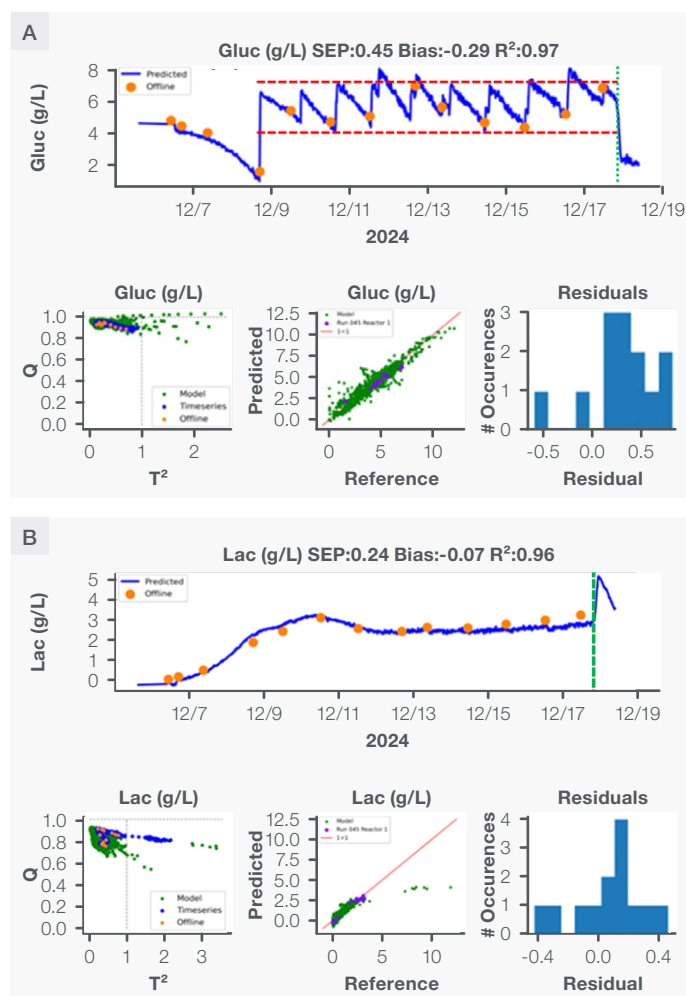 A
Gluc (g/L) SEP:0.45 Bias:-0.29 R²:0.97
Gluc (g/L)
8
6
4
2
Predicted
Offline
12/7
12/9
12/11
12/13
12/15
12/17
12/19
2024
Gluc (g/L)
Q
1.0
0.8
0.6
0.4
0.2
0.0
Model
Timeseries
Offline
0
1
2
T²
Gluc (g/L)
Predicted
12.5
10.0
7.5
5.0
2.5
0.0
Model
Run 045 Reactor 1
1=1
0
5
10
Reference
Residuals
# Occurences
3
2
1
0
-0.5
0.0
0.5
Residual
B
Lac (g/L) SEP:0.24 Bias:-0.07 R²:0.96
Lac (g/L)
5
4
3
2
1
0
Predicted
Offline
12/7
12/9
12/11
12/13
12/15
12/17
12/19
2024
Lac (g/L)
Q
1.0
0.8
0.6
0.4
0.2
0.0
Model
Timeseries
Offline
0
1
2
3
T²
Lac (g/L)
Predicted
12.5
10.0
7.5
5.0
2.5
0.0
Model
Run 045 Reactor 1
1=1
0
5
10
Reference
Residuals
# Occurences
4
3
2
1
0
-0.4
0.0
0.4
Residual